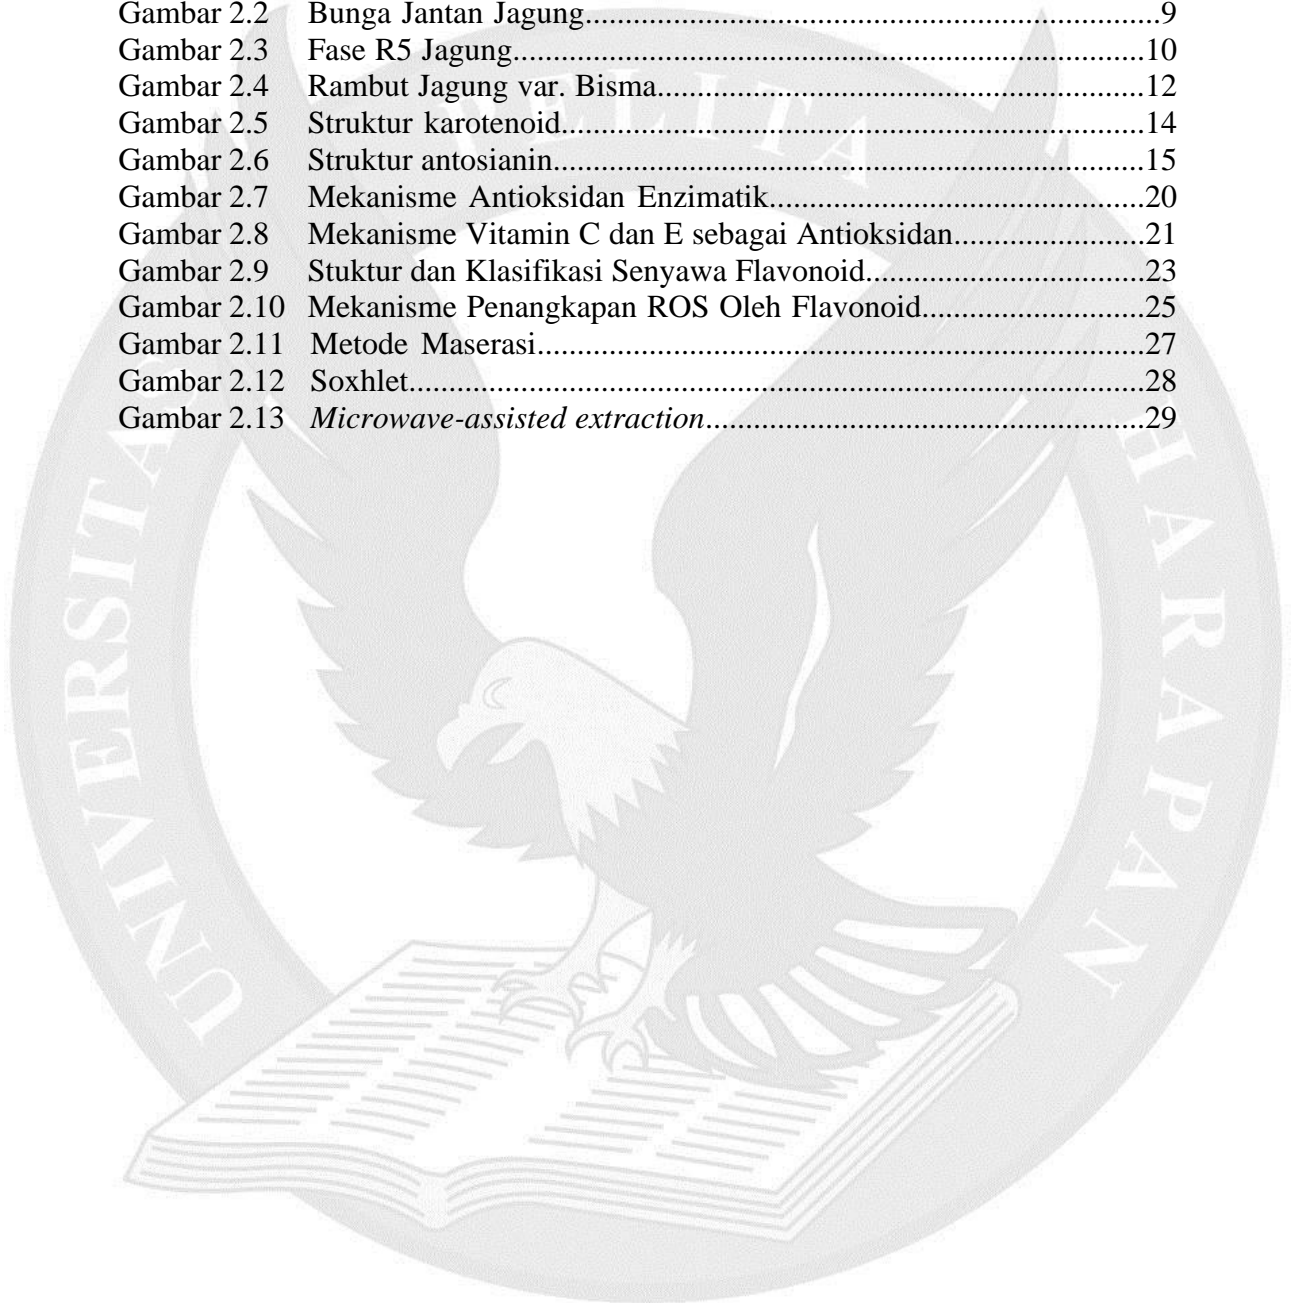 Gambar 2.2 Bunga Jantan Jagung..........9
Gambar 2.3 Fase R5 Jagung..........10
Gambar 2.4 Rambut Jagung var. Bisma..........12
Gambar 2.5 Struktur karotenoid..........14
Gambar 2.6 Struktur antosianin..........15
Gambar 2.7 Mekanisme Antioksidan Enzimatik..........20
Gambar 2.8 Mekanisme Vitamin C dan E sebagai Antioksidan..........21
Gambar 2.9 Stuktur dan Klasifikasi Senyawa Flavonoid..........23
Gambar 2.10 Mekanisme Penangkapan ROS Oleh Flavonoid..........25
Gambar 2.11 Metode Maserasi..........27
Gambar 2.12 Soxhlet..........28
Gambar 2.13 Microwave-assisted extraction..........29
UNIVERSITAS PELITA HARAPAN